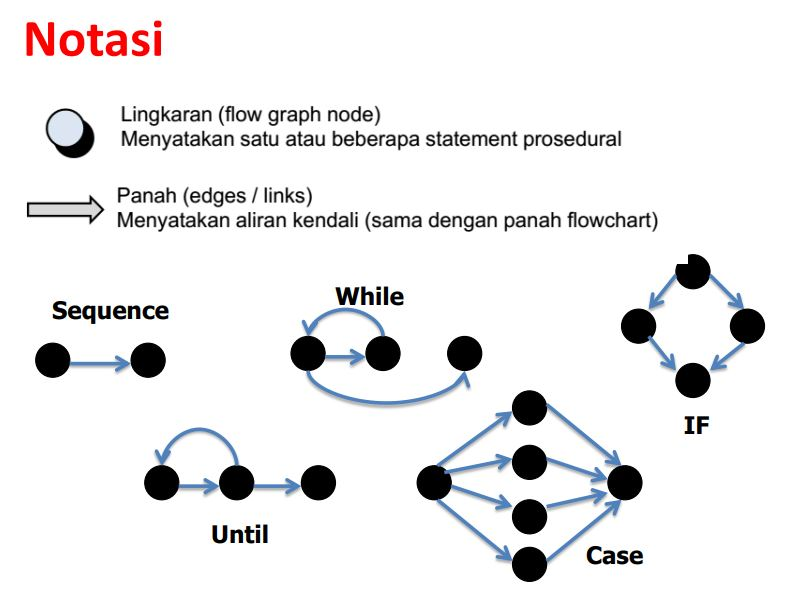 Notasi
Lingkaran (flow graph node)
Menyatakan satu atau beberapa statement prosedural
Panah (edges / links)
Menyatakan aliran kendali (sama dengan panah flowchart)
Sequence
While
IF
Until
Case